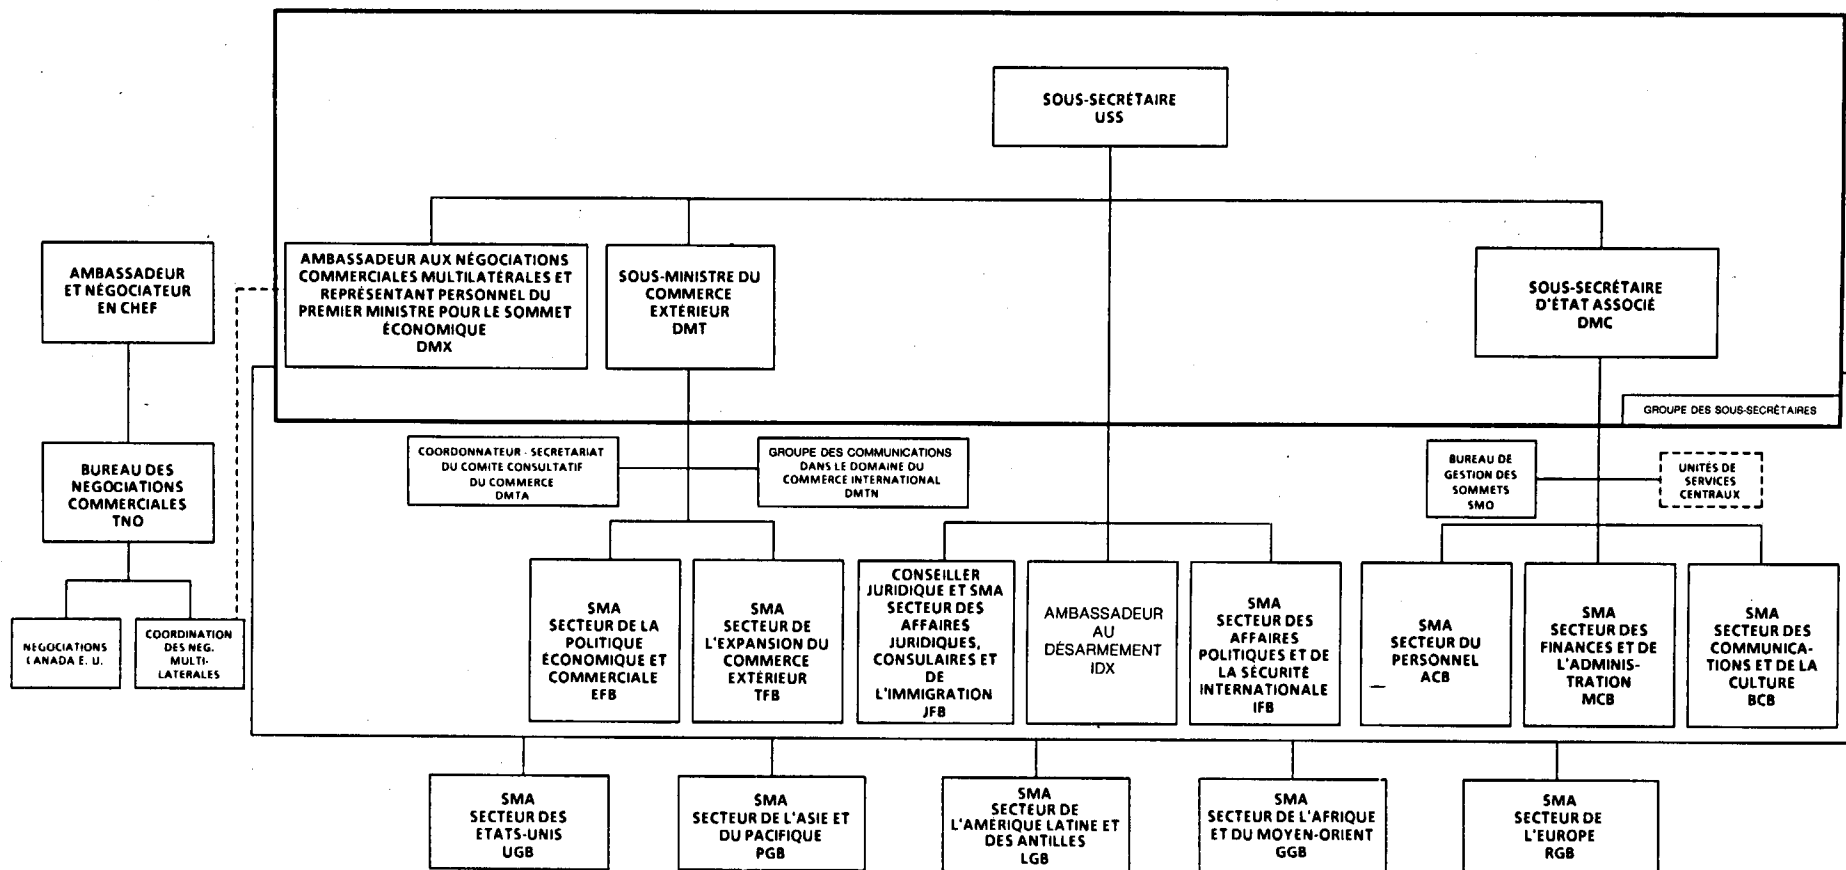 SOUS-SECRÉTAIRE
USS
AMBASSADEUR
ET NÉGOCIATEUR
EN CHEF
AMBASSADEUR AUX NÉGOCIATIONS
COMMERCIALES MULTILATÉRALES ET
REPRÉSENTANT PERSONNEL DU
PREMIER MINISTRE POUR LE SOMMET
ÉCONOMIQUE
DMX
SOUS-MINISTRE DU
COMMERCE
EXTÉRIEUR
DMT
SOUS-SECRÉTAIRE
D'ÉTAT ASSOCIÉ
DMC
GROUPE DES SOUS-SECRÉTAIRES
BUREAU DES
NEGOCIATIONS
COMMERCIALES
TNO
COORDONNATEUR - SECRETARIAT
DU COMITE CONSULTATIF
DU COMMERCE
DMTA
GROUPE DES COMMUNICATIONS
DANS LE DOMAINE DU
COMMERCE INTERNATIONAL
DMTN
BUREAU DE
GESTION DES
SOMMETS
SMO
UNITÉS DE
SERVICES
CENTRAUX
NEGOCIATIONS
CANADA E. U.
COORDINATION
DES NEG.
MULTI-
LATERALES
SMA
SECTEUR DE LA
POLITIQUE
ÉCONOMIQUE ET
COMMERCIALE
EFB
SMA
SECTEUR DE
L'EXPANSION DU
COMMERCE
EXTÉRIEUR
TFB
CONSEILLER
JURIDIQUE ET SMA
SECTEUR DES
AFFAIRES
JURIDIQUES,
CONSULAIRES ET
DE
L'IMMIGRATION
JFB
AMBASSADEUR
AU
DÉSARMEMENT
IDX
SMA
SECTEUR DES
AFFAIRES
POLITIQUES ET DE
LA SÉCURITÉ
INTERNATIONALE
IFB
SMA
SECTEUR DU
PERSONNEL
ACB
SMA
SECTEUR DES
FINANCES ET DE
L'ADMINIS-
TRATION
MCB
SMA
SECTEUR DES
COMMUNICA-
TIONS ET DE LA
CULTURE
BCB
SMA
SECTEUR DES
ETATS-UNIS
UGB
SMA
SECTEUR DE L'ASIE ET
DU PACIFIQUE
PGB
SMA
SECTEUR DE
L'AMÉRIQUE LATINE ET
DES ANTILLES
LGB
SMA
SECTEUR DE L'AFRIQUE
ET DU MOYEN-ORIENT
GGB
SMA
SECTEUR DE
L'EUROPE
RGB